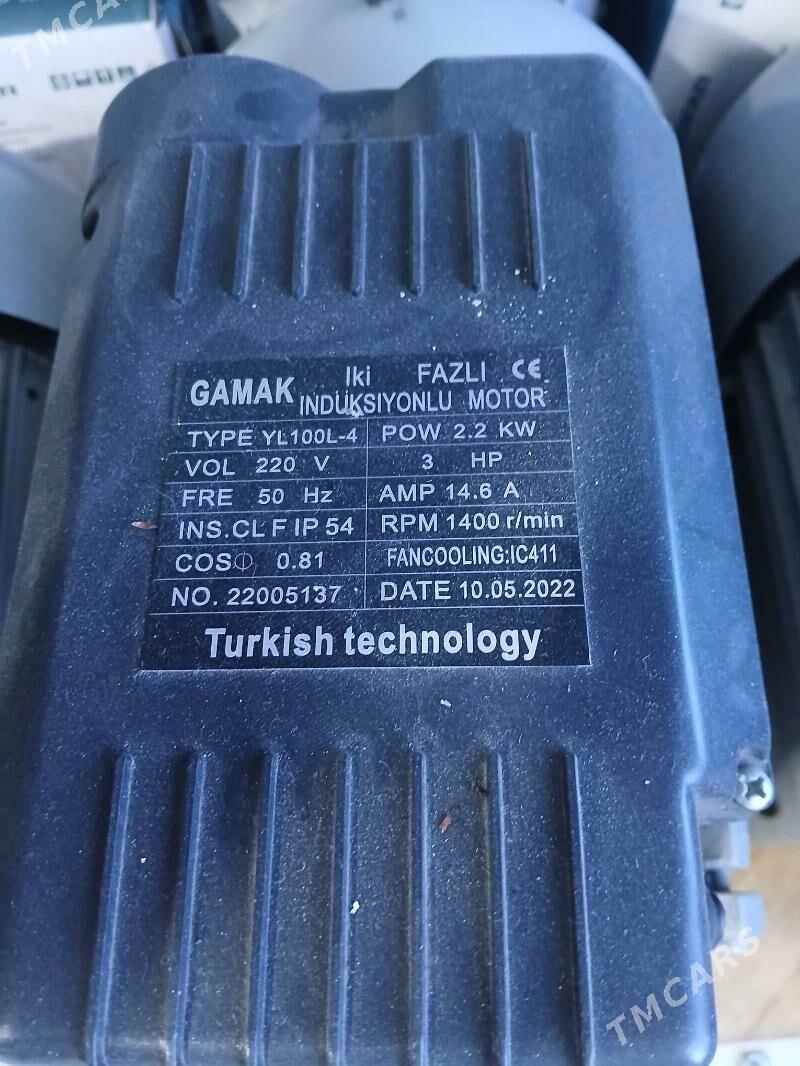 TMCARS
GAMAK Iki FAZLI CE
INDUKSIYONLU MOTOR
TYPE YL100L-4 POW 2.2 KW
VOL 220 V 3 HP
FRE 50 Hz AMP 14.6 A
INS.CL F IP 54 RPM 1400 r/min
COSΦ 0.81 FANCOOLING:IC411
NO. 22005137 DATE 10.05.2022
Turkish technology
TMCARS